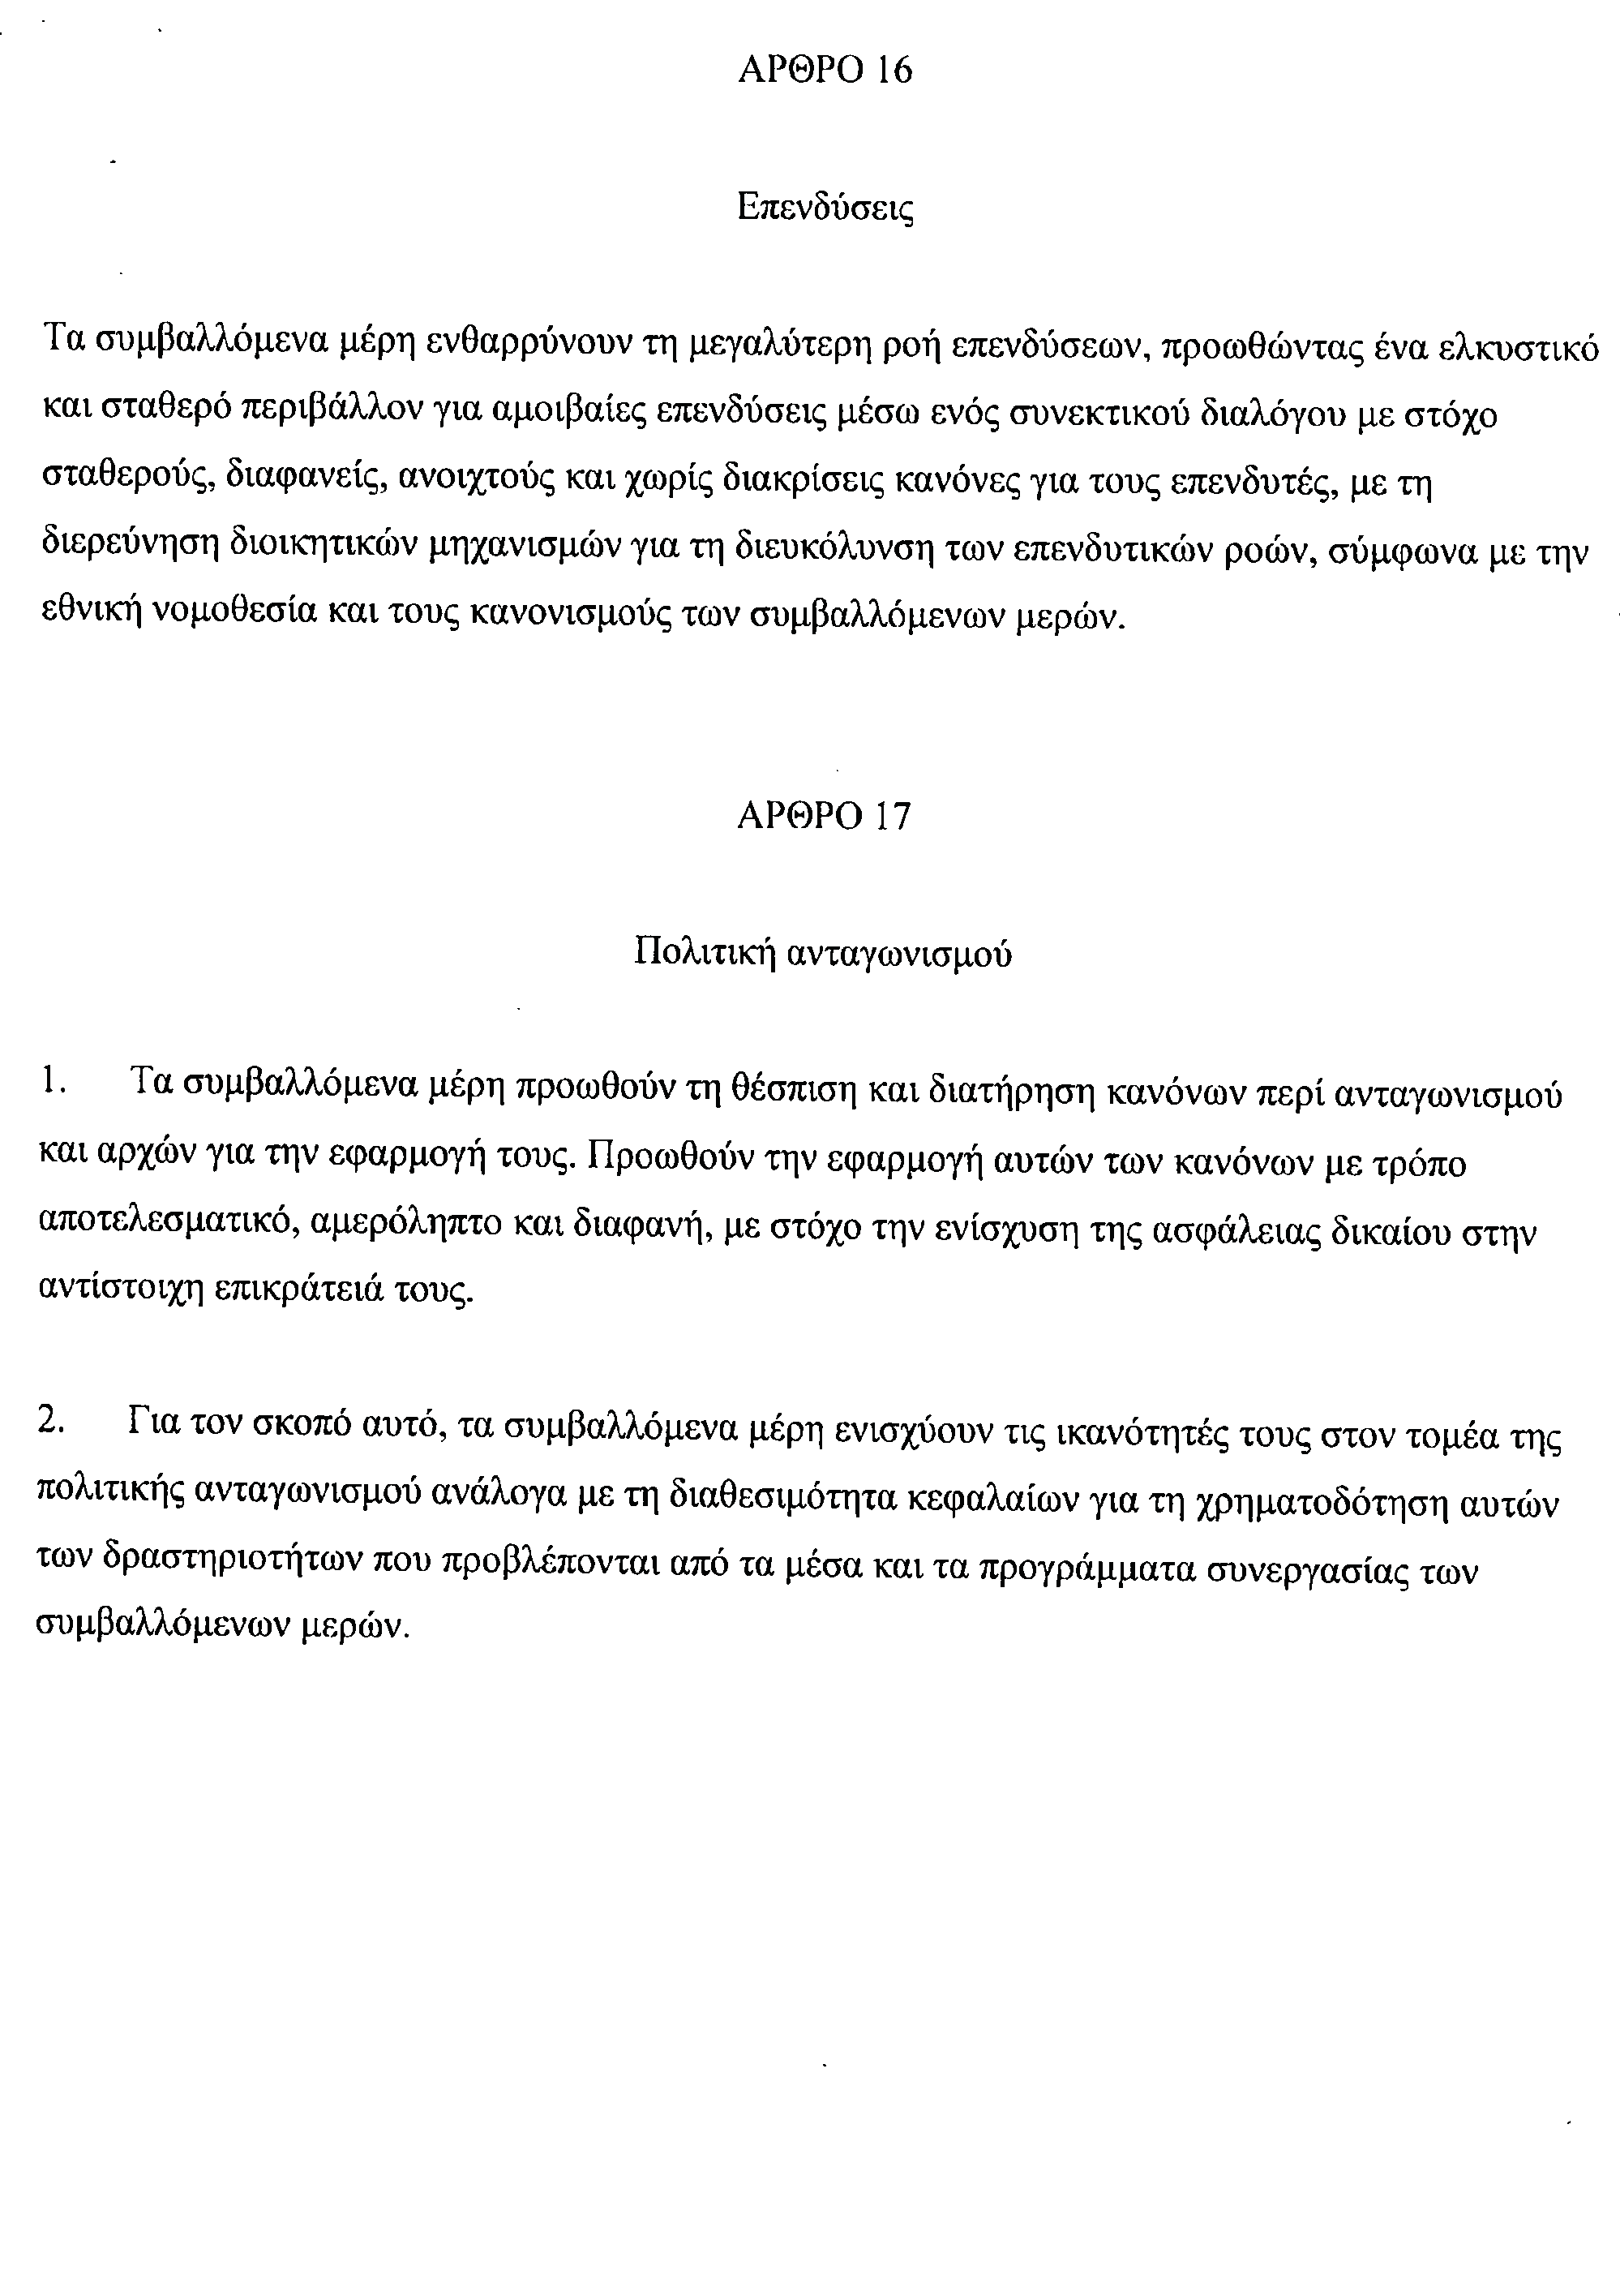 ΑΡΘΡΟ 16
Επενδύσεις
Τα συμβαλλόμενα μέρη ενθαρρύνουν τη μεγαλύτερη ροή επενδύσεων, προωθώντας ένα ελκυστικό
και σταθερό περιβάλλον για αμοιβαίες επενδύσεις μέσω ενός συνεκτικού διαλόγου με στόχο
σταθερούς, διαφανείς, ανοιχτούς και χωρίς διακρίσεις κανόνες για τους επενδυτές, με τη
διερεύνηση διοικητικών μηχανισμών για τη διευκόλυνση των επενδυτικών ροών, σύμφωνα με την
εθνική νομοθεσία και τους κανονισμούς των συμβαλλόμενων μερών.
ΑΡΘΡΟ 17
Πολιτική ανταγωνισμού
1. Τα συμβαλλόμενα μέρη προωθούν τη θέσπιση και διατήρηση κανόνων περί ανταγωνισμού
και αρχών για την εφαρμογή τους. Προωθούν την εφαρμογή αυτών των κανόνων με τρόπο
αποτελεσματικό, αμερόληπτο και διαφανή, με στόχο την ενίσχυση της ασφάλειας δικαίου στην
αντίστοιχη επικράτειά τους.
2. Για τον σκοπό αυτό, τα συμβαλλόμενα μέρη ενισχύουν τις ικανότητές τους στον τομέα της
πολιτικής ανταγωνισμού ανάλογα με τη διαθεσιμότητα κεφαλαίων για τη χρηματοδότηση αυτών
των δραστηριοτήτων που προβλέπονται από τα μέσα και τα προγράμματα συνεργασίας των
συμβαλλόμενων μερών.